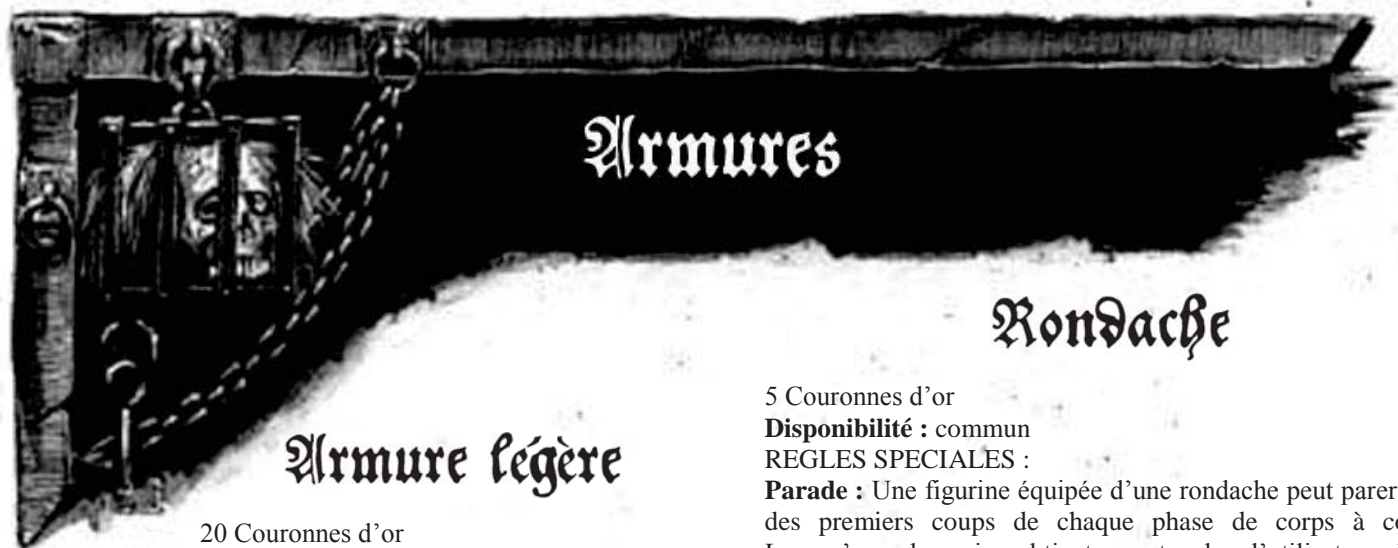 Armures
Armure légère
20 Couronnes d'or
Rondache
5 Couronnes d'or
Disponibilité : commun
REGLES SPECIALES :
Parade : Une figurine équipée d'une rondache peut parer
des premiers coups de chaque phase de corps à